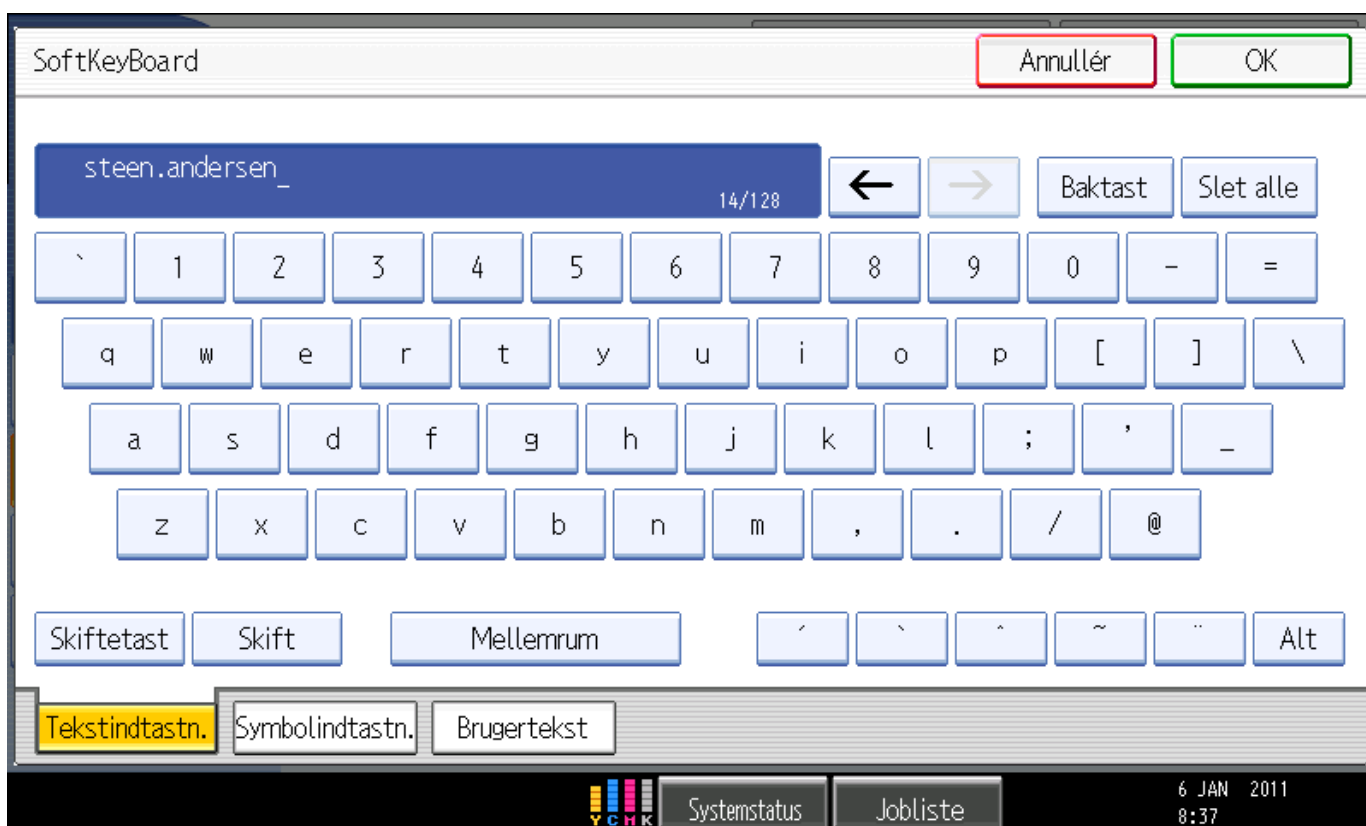 SoftKeyBoard Annullér OK
steen.andersen_
14/128
← → Baktast Slet alle
` 1 2 3 4 5 6 7 8 9 0 - =
q w e r t y u i o p [ ] \
a s d f g h j k l ; ' _
z x c v b n m , . / @
Skiftetast Skift Mellemrum ´ ` ^ ~ ¨ Alt
Tekstindtastn. Symbolindtastn. Brugertekst
Y C M K Systemstatus Jobliste
6 JAN 2011
8:37